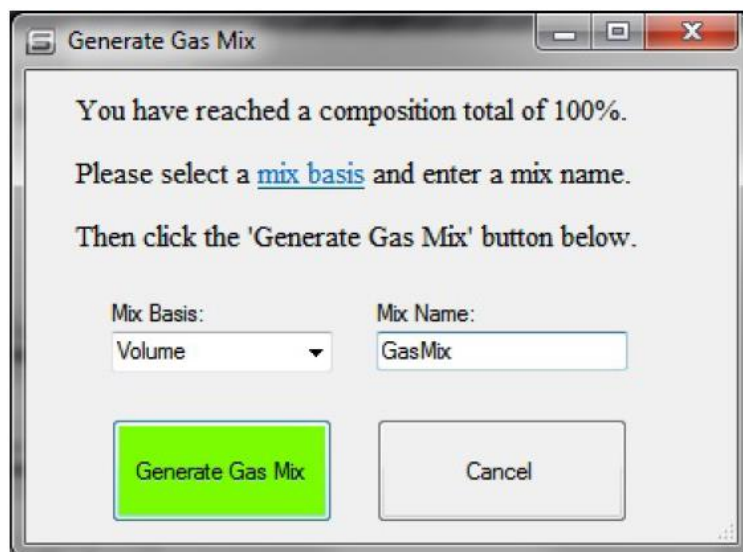 Generate Gas Mix
You have reached a composition total of 100%.
Please select a mix basis and enter a mix name.
Then click the 'Generate Gas Mix' button below.
Mix Basis: Mix Name:
Volume GasMix
Generate Gas Mix Cancel